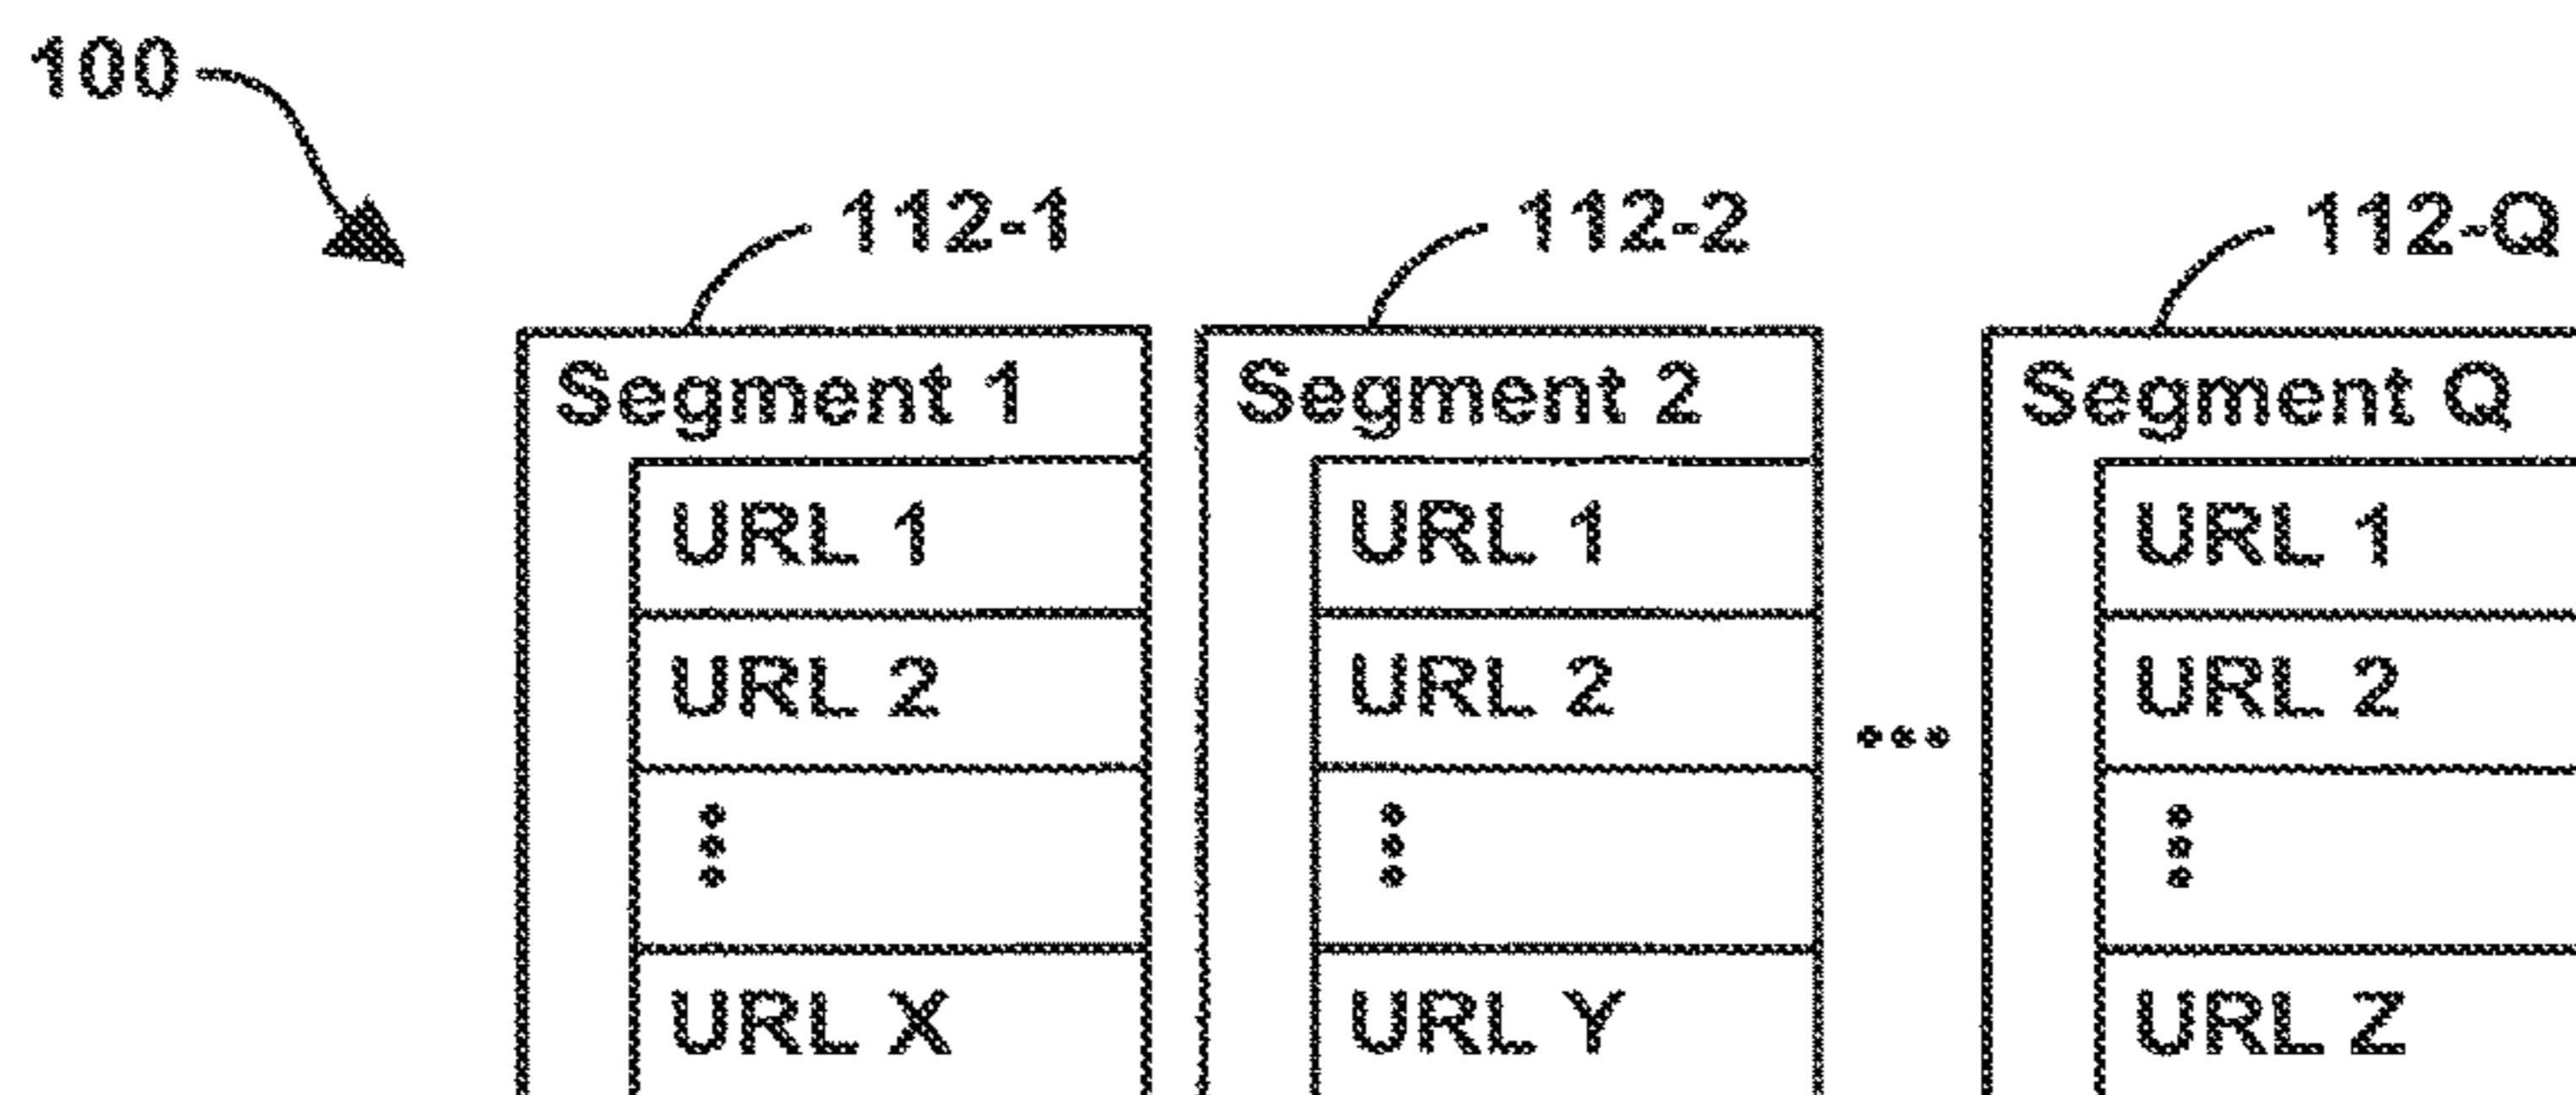 100
112-1 112-2 112-Q
Segment 1 Segment 2 Segment Q
URL 1 URL 1 URL 1
URL 2 URL 2 URL 2
...
URL X URL Y URL Z